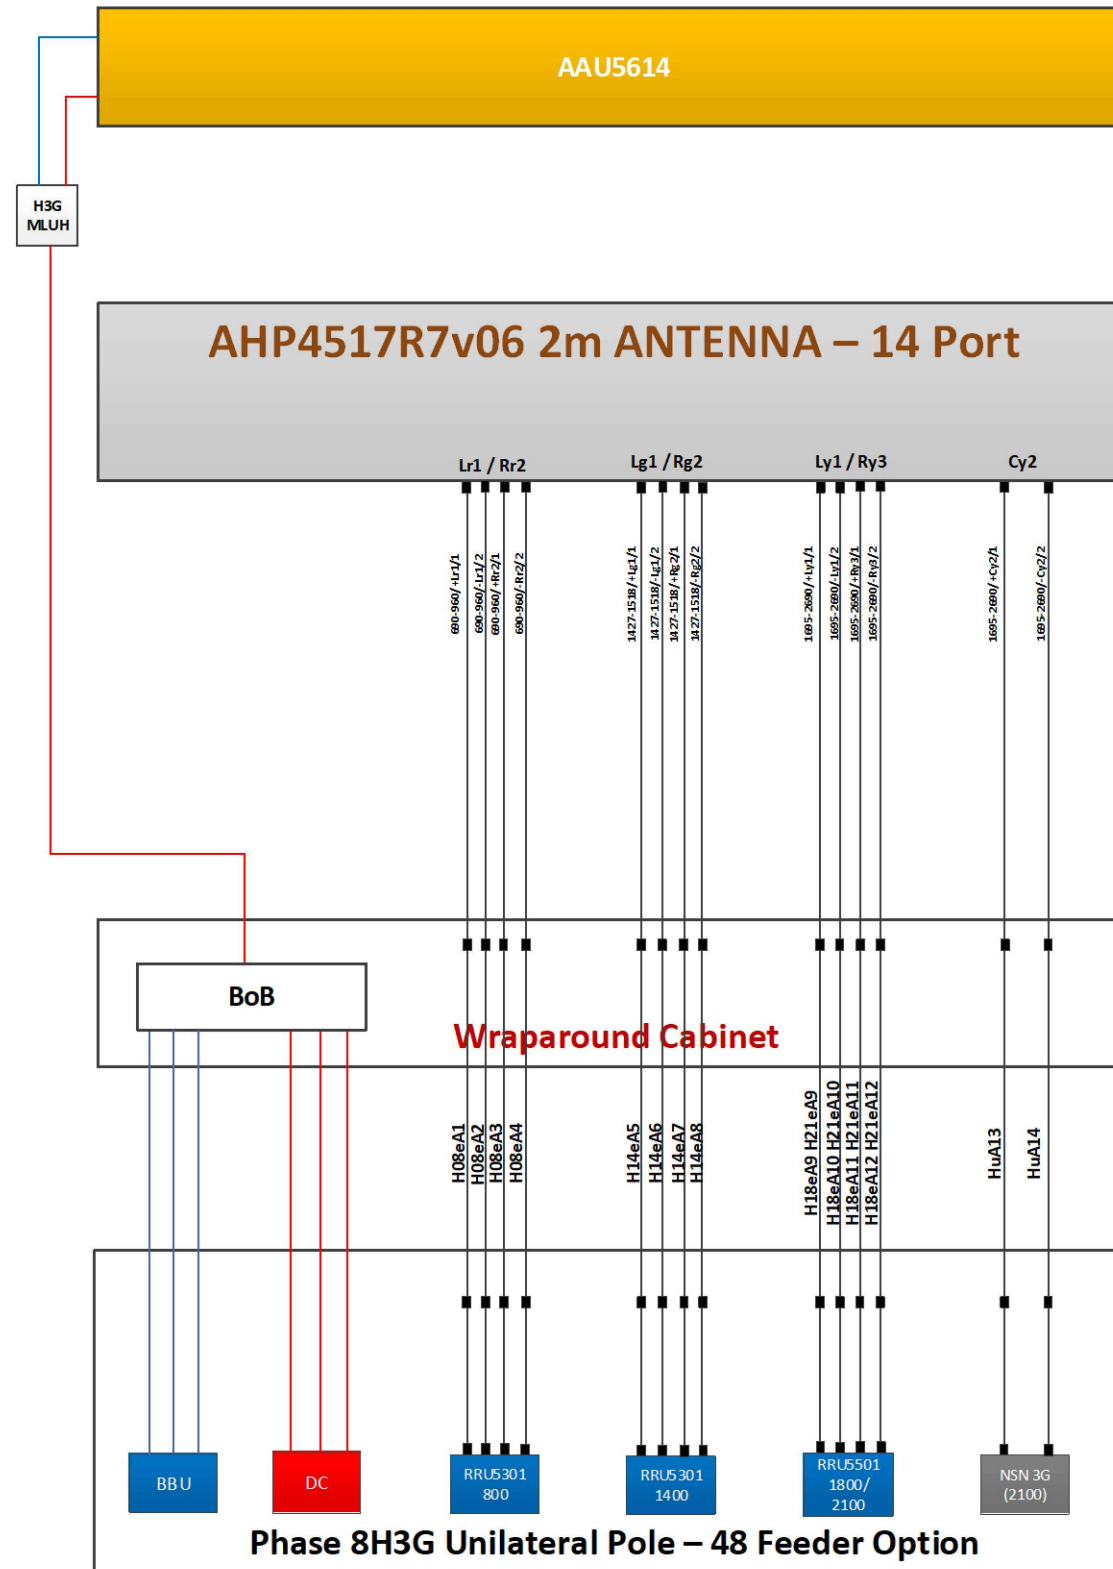 AAU5614
H3G
MLUH
AHP4517R7v06 2m ANTENNA – 14 Port
Lr1 / Rr2
Lg1 / Rg2
Ly1 / Ry3
Cy2
690-960/+Lr1/1
690-960/-Lr1/2
690-960/+Rr2/1
690-960/-Rr2/2
1427-1518/+Lg1/1
1427-1518/-Lg1/2
1427-1518/+Rg2/1
1427-1518/-Rg2/2
1695-2690/+Ly1/1
1695-2690/-Ly1/2
1695-2690/+Ry3/1
1695-2690/-Ry3/2
1695-2690/+Cy2/1
1695-2690/-Cy2/2
BoB
Wraparound Cabinet
H08eA1
H08eA2
H08eA3
H08eA4
H14eA5
H14eA6
H14eA7
H14eA8
H18eA9 H21eA9
H18eA10 H21eA10
H18eA11 H21eA11
H18eA12 H21eA12
HuA13
HuA14
BBU
DC
RRU5301
800
RRU5301
1400
RRU5501
1800/
2100
NSN 3G
(2100)
Phase 8H3G Unilateral Pole – 48 Feeder Option